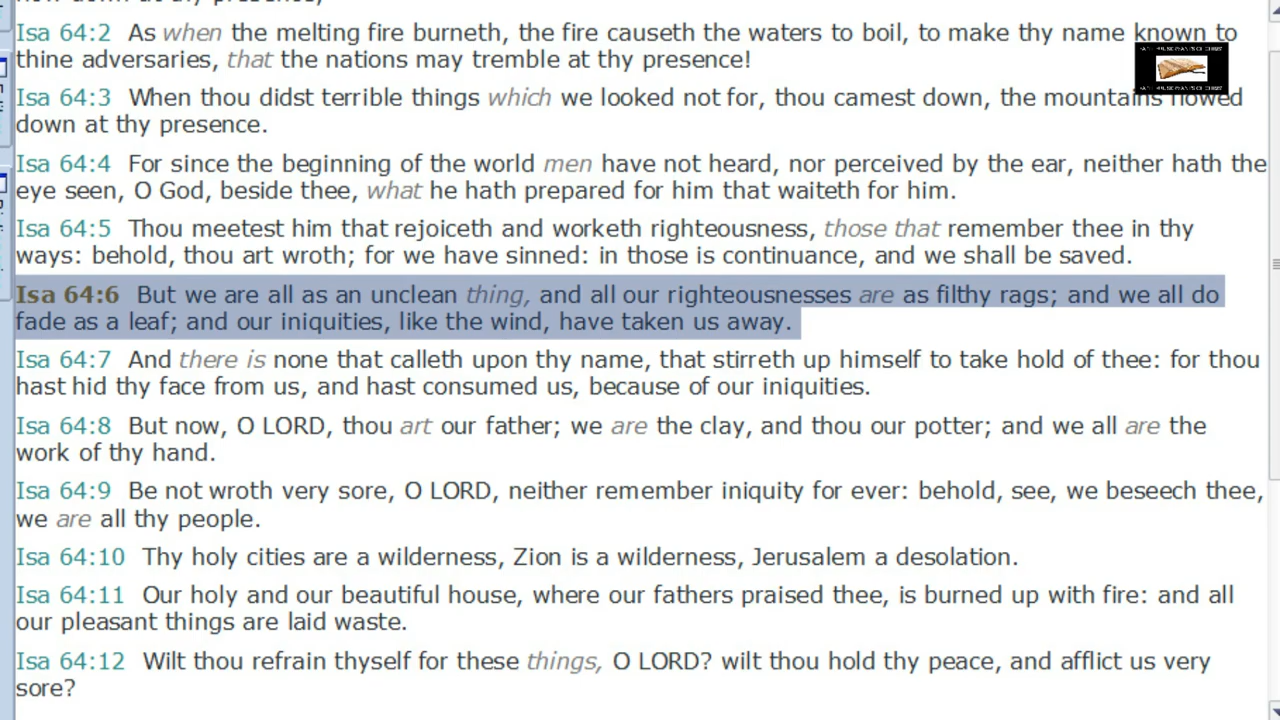 Isa 64:2 As when the melting fire burneth, the fire causeth the waters to boil, to make thy name known to
thine adversaries, that the nations may tremble at thy presence!
Isa 64:3 When thou didst terrible things which we looked not for, thou camest down, the mountains flowed
down at thy presence.
Isa 64:4 For since the beginning of the world men have not heard, nor perceived by the ear, neither hath the
eye seen, O God, beside thee, what he hath prepared for him that waiteth for him.
Isa 64:5 Thou meetest him that rejoiceth and worketh righteousness, those that remember thee in thy
ways: behold, thou art wroth; for we have sinned: in those is continuance, and we shall be saved.
Isa 64:6 But we are all as an unclean thing, and all our righteousnesses are as filthy rags; and we all do
fade as a leaf; and our iniquities, like the wind, have taken us away.
Isa 64:7 And there is none that calleth upon thy name, that stirreth up himself to take hold of thee: for thou
hast hid thy face from us, and hast consumed us, because of our iniquities.
Isa 64:8 But now, O LORD, thou art our father; we are the clay, and thou our potter; and we all are the
work of thy hand.
Isa 64:9 Be not wroth very sore, O LORD, neither remember iniquity for ever: behold, see, we beseech thee,
we are all thy people.
Isa 64:10 Thy holy cities are a wilderness, Zion is a wilderness, Jerusalem a desolation.
Isa 64:11 Our holy and our beautiful house, where our fathers praised thee, is burned up with fire: and all
our pleasant things are laid waste.
Isa 64:12 Wilt thou refrain thyself for these things, O LORD? wilt thou hold thy peace, and afflict us very
sore?